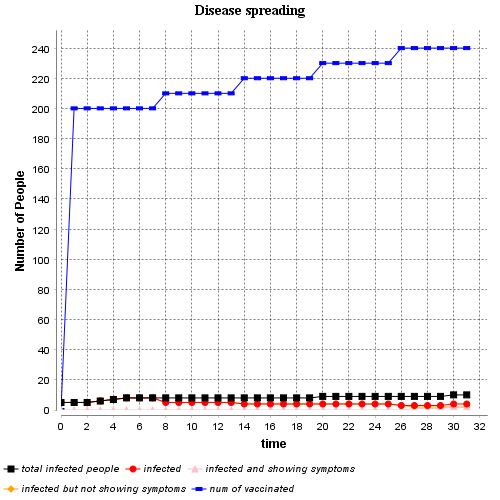 Disease spreading
Number of People
240
220
200
180
160
140
120
100
80
60
40
20
0
0 2 4 6 8 10 12 14 16 18 20 22 24 26 28 30 32
time
total infected people infected infected and showing symptoms
infected but not showing symptoms num of vaccinated